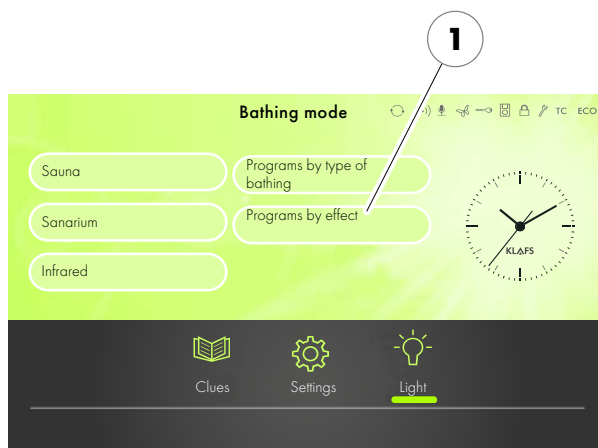 1
Bathing mode
TC ECO
Sauna
Programs by type of
bathing
Sanarium
Programs by effect
Infrared
KLAFS
Clues
Settings
Light